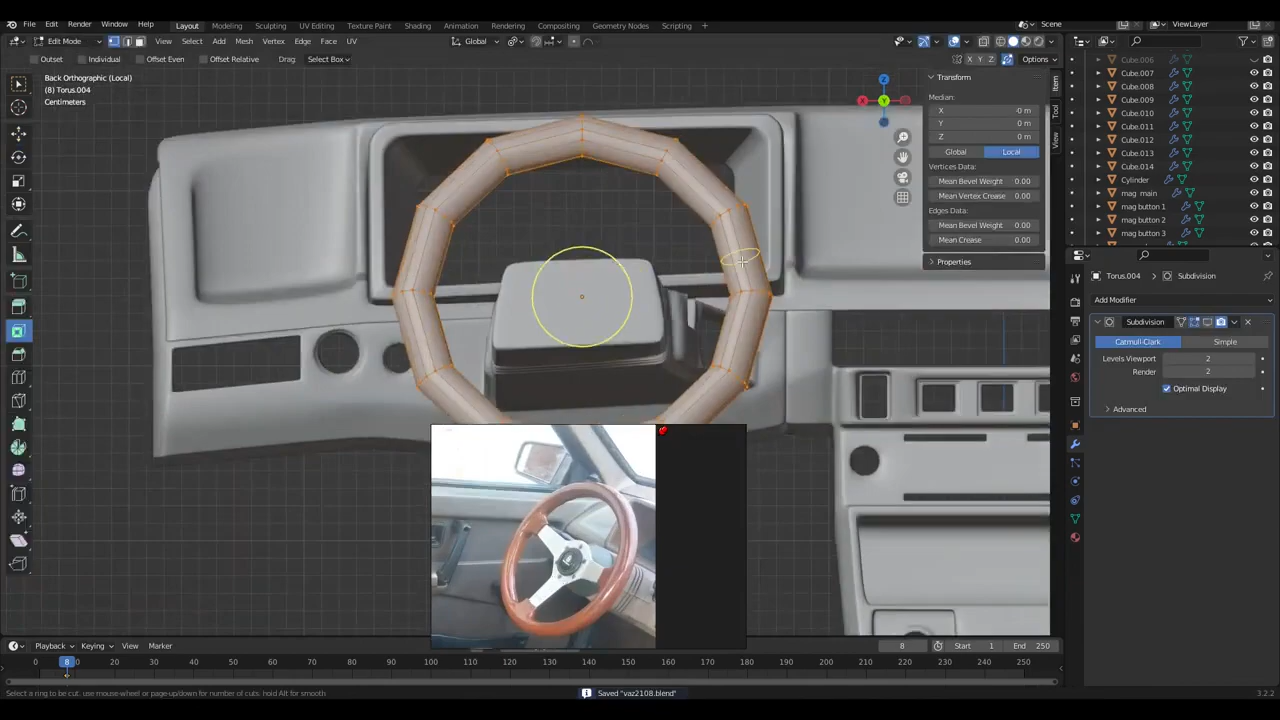 File Edit Render Window Help Layout Modeling Sculpting UV Editing Texture Paint Shading Animation Rendering Compositing Geometry Nodes Scripting + Scene ViewLayer
Edit Mode View Select Add Mesh Vertex Edge Face UV Global
Outset Individual Offset Even Offset Relative Drag: Select Box X Y Z Options
Back Orthographic (Local)
(8) Torus.004
Centimeters
Z
Y
X
Transform
Median:
X -0 m
Y 0 m
Z 0 m
Global Local
Vertices Data:
Mean Bevel Weight 0.00
Mean Vertex Crease 0.00
Edges Data:
Mean Bevel Weight 0.00
Mean Crease 0.00
Properties
Item
Tool
View
Cube.006
Cube.007
Cube.008
Cube.009
Cube.010
Cube.011
Cube.012
Cube.013
Cube.014
Cylinder
mag main
mag button 1
mag button 2
mag button 3
Torus.004 Subdivision
Add Modifier
Subdivision
Catmull-Clark Simple
Levels Viewport 2
Render 2
Optimal Display
Advanced
Playback Keying View Marker 8 Start 1 End 250
0 8 10 20 30 40 50 60 70 80 90 100 110 120 130 140 150 160 170 180 190 200 210 220 230 240 250
Select a ring to be cut, use mouse-wheel or page-up/down for number of cuts, hold Alt for smooth Saved "vaz2108.blend" 3.2.2